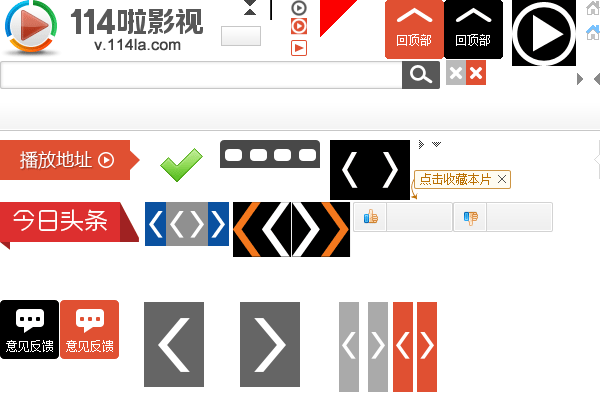 114啦影视
v.114la.com
回顶部
回顶部
播放地址
点击收藏本片
今日头条
意见反馈
意见反馈